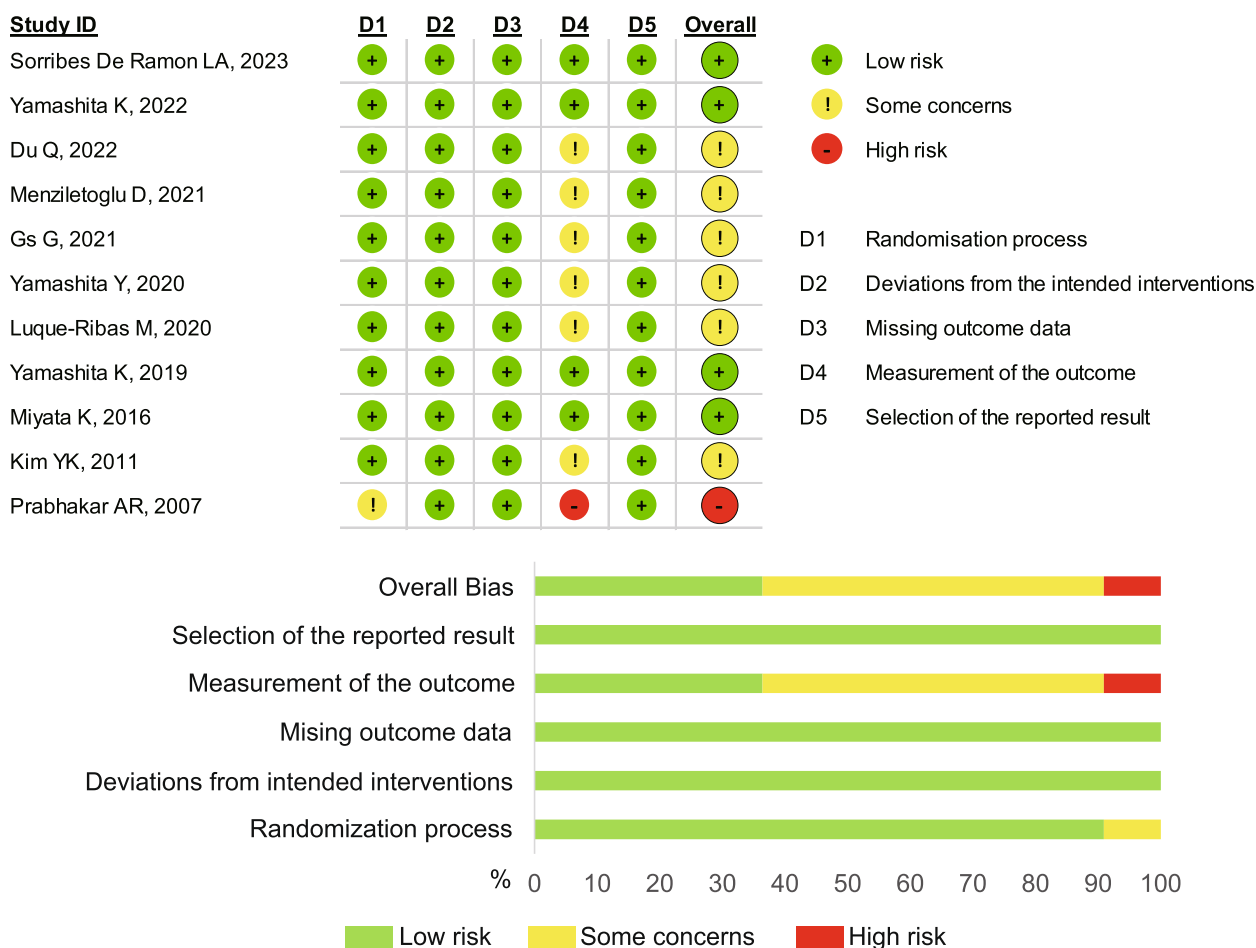 Study ID D1 D2 D3 D4 D5 Overall
Sorribes De Ramon LA, 2023 + + + + + +
Yamashita K, 2022 + + + + + +
Du Q, 2022 + + + ! + !
Menziletoglu D, 2021 + + + ! + !
Gs G, 2021 + + + ! + !
Yamashita Y, 2020 + + + ! + !
Luque-Ribas M, 2020 + + + ! + !
Yamashita K, 2019 + + + + + +
Miyata K, 2016 + + + + + +
Kim YK, 2011 + + + ! + !
Prabhakar AR, 2007 ! + + - + -
+ Low risk
! Some concerns
- High risk
D1 Randomisation process
D2 Deviations from the intended interventions
D3 Missing outcome data
D4 Measurement of the outcome
D5 Selection of the reported result
Overall Bias
Selection of the reported result
Measurement of the outcome
Mising outcome data
Deviations from intended interventions
Randomization process
% 0 10 20 30 40 50 60 70 80 90 100
Low risk Some concerns High risk